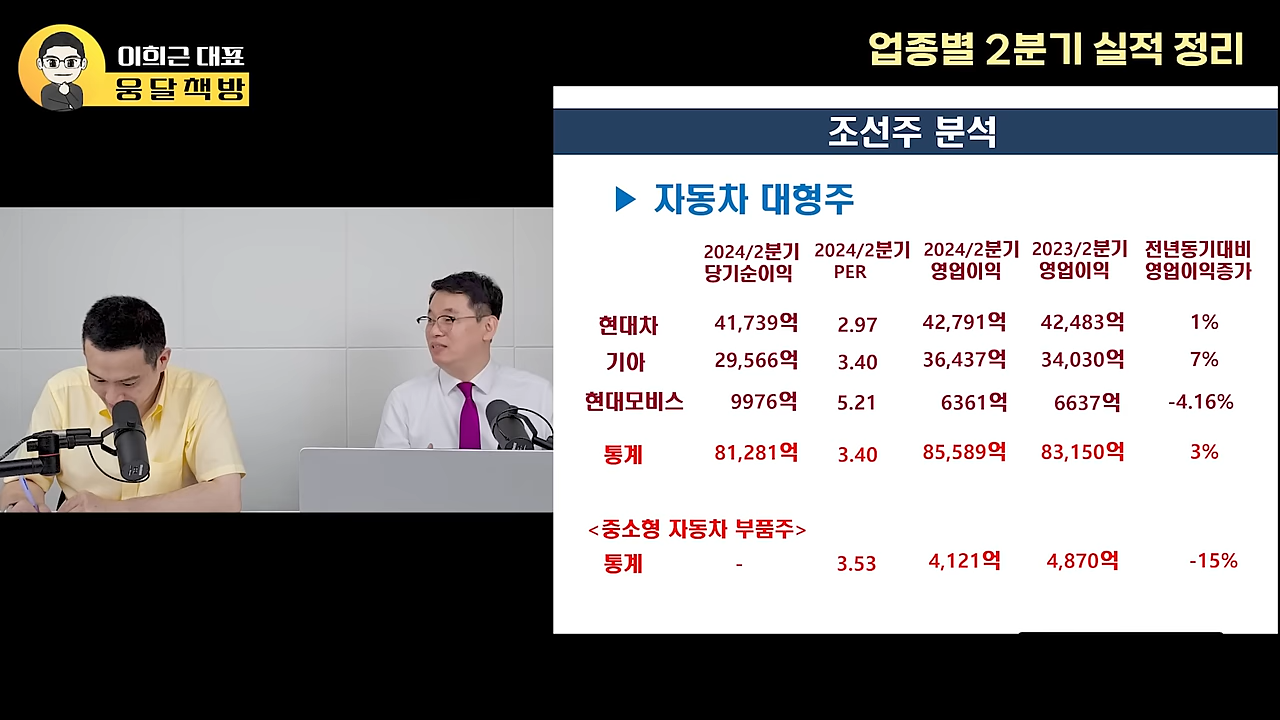 이희근 대표
웅달책방
업종별 2분기 실적 정리
조선주 분석
▶ 자동차 대형주
2024/2분기 당기순이익 2024/2분기 PER 2024/2분기 영업이익 2023/2분기 영업이익 전년동기대비 영업이익증가
현대차 41,739억 2.97 42,791억 42,483억 1%
기아 29,566억 3.40 36,437억 34,030억 7%
현대모비스 9976억 5.21 6361억 6637억 -4.16%
통계 81,281억 3.40 85,589억 83,150억 3%
<중소형 자동차 부품주>
통계 - 3.53 4,121억 4,870억 -15%